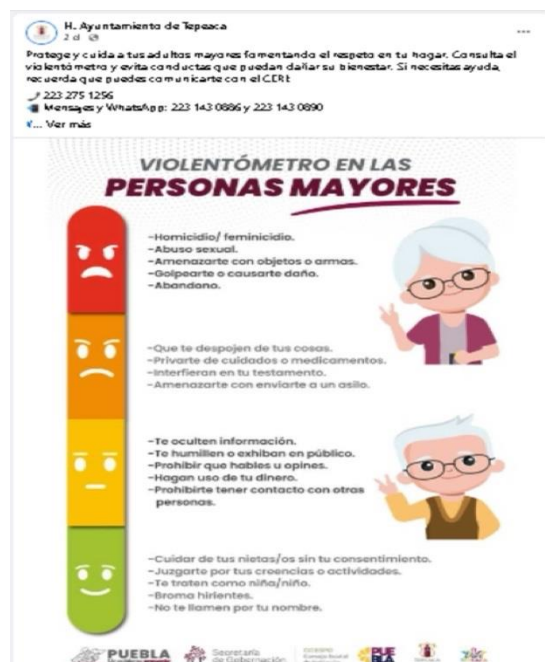 H. Ayuntamiento de Tepeaca
2 d
Protege y cuida a tus adultos mayores fomentando el respeto en tu hogar. Consulta el
violentómetro y evita conductas que puedan dañar su bienestar. Si necesitas ayuda,
recuerda que puedes comunicarte con el CERI:
223 275 1256
Mensajes y WhatsApp: 223 143 0886 y 223 143 0890
... Ver más
VIOLENTÓMETRO EN LAS
PERSONAS MAYORES
-Homicidio/ feminicidio.
-Abuso sexual.
-Amenazarte con objetos o armas.
-Golpearte o causarte daño.
-Abandono.
-Que te despojen de tus cosas.
-Privarte de cuidados o medicamentos.
-Interfieran en tu testamento.
-Amenazarte con enviarte a un asilo.
-Te oculten información.
-Te humillen o exhiban en público.
-Prohibir que hables u opines.
-Hagan uso de tu dinero.
-Prohibirte tener contacto con otras
personas.
-Cuidar de tus nietas/os sin tu consentimiento.
-Juzgarte por tus creencias o actividades.
-Te traten como niña/niño.
-Broma hirientes.
-No te llamen por tu nombre.
PUEBLA
Secretaría
de Gobernación
PUE